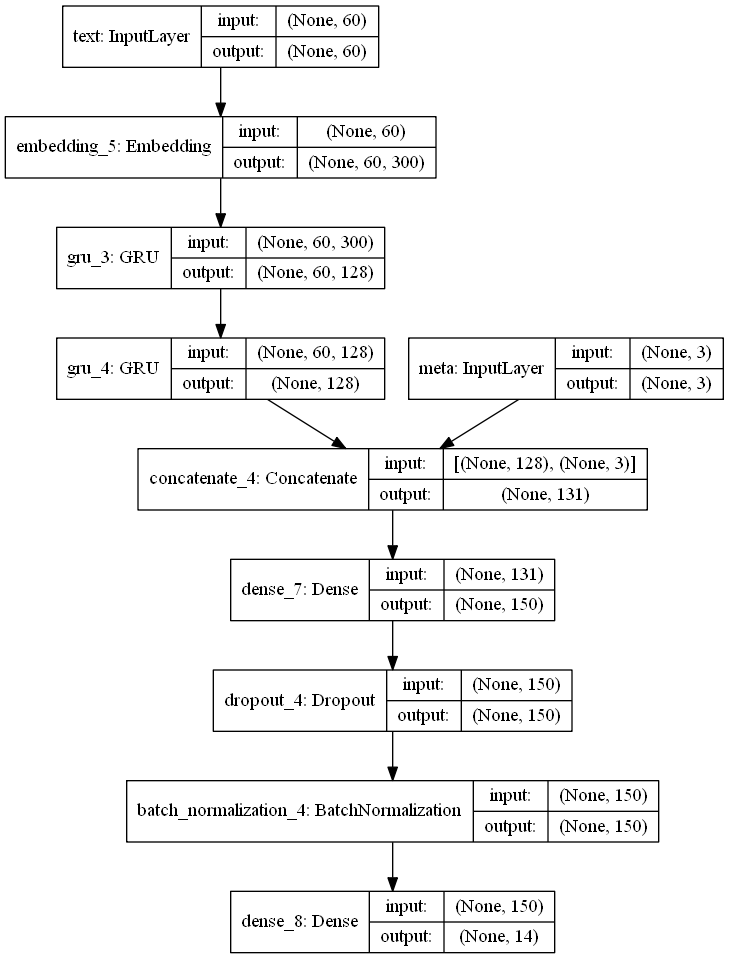 text: InputLayer
input: (None, 60)
output: (None, 60)
embedding_5: Embedding
input: (None, 60)
output: (None, 60, 300)
gru_3: GRU
input: (None, 60, 300)
output: (None, 60, 128)
gru_4: GRU
input: (None, 60, 128)
output: (None, 128)
meta: InputLayer
input: (None, 3)
output: (None, 3)
concatenate_4: Concatenate
input: [(None, 128), (None, 3)]
output: (None, 131)
dense_7: Dense
input: (None, 131)
output: (None, 150)
dropout_4: Dropout
input: (None, 150)
output: (None, 150)
batch_normalization_4: BatchNormalization
input: (None, 150)
output: (None, 150)
dense_8: Dense
input: (None, 150)
output: (None, 14)